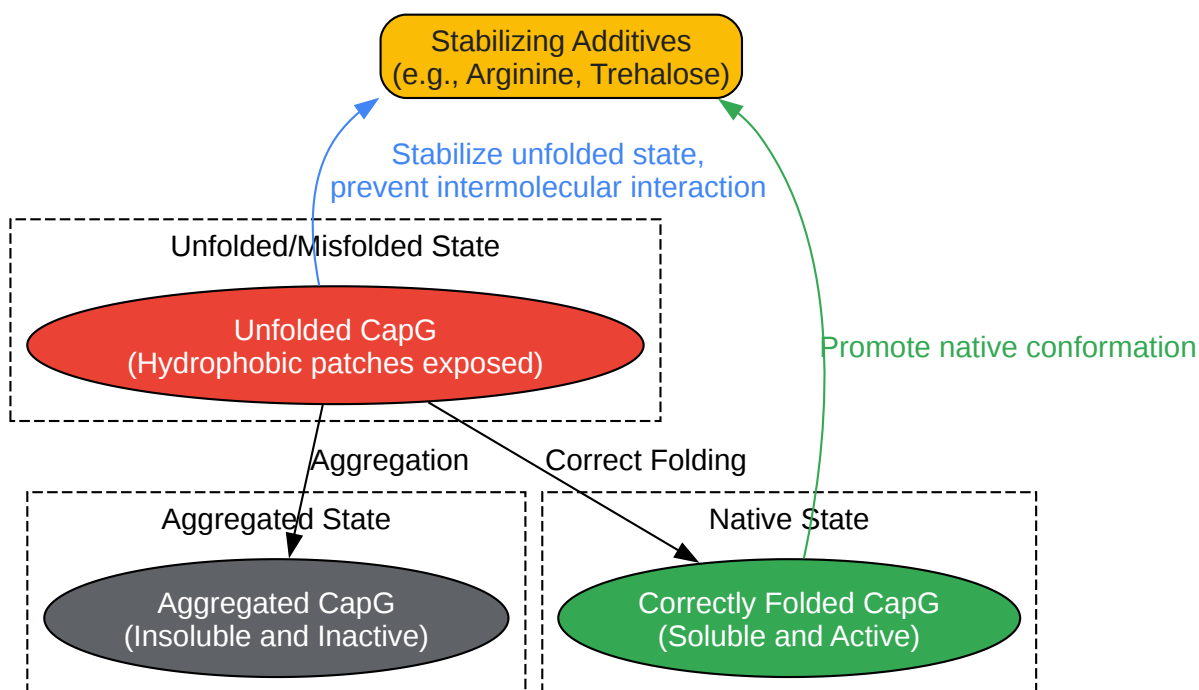 Stabilizing Additives
(e.g., Arginine, Trehalose)
Stabilize unfolded state,
prevent intermolecular interaction
Unfolded/Misfolded State
Unfolded CapG
(Hydrophobic patches exposed)
Promote native conformation
Aggregation
Correct Folding
Aggregated State
Native State
Aggregated CapG
(Insoluble and Inactive)
Correctly Folded CapG
(Soluble and Active)